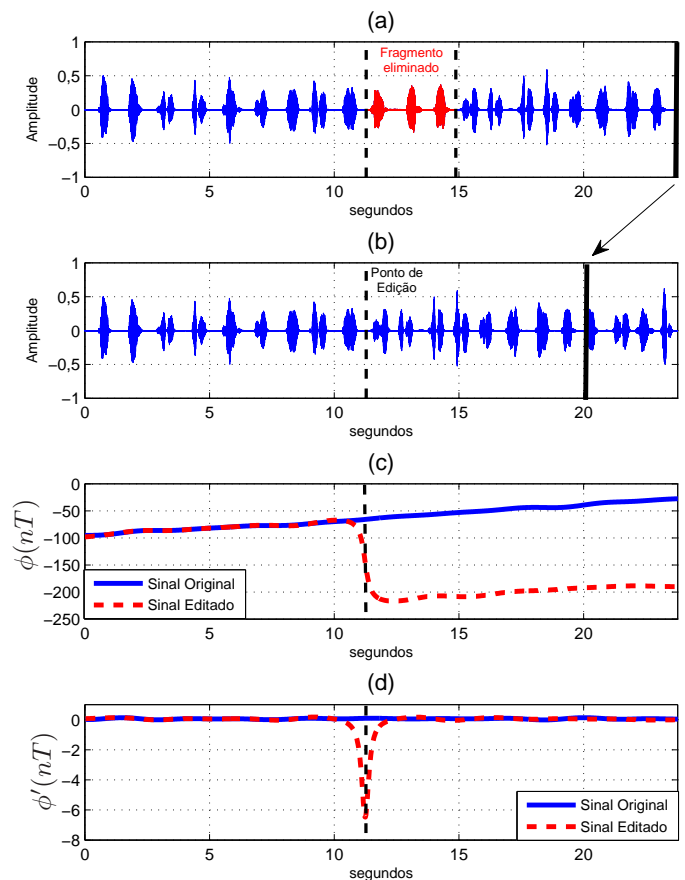 (a)
Amplitude
1
0,5
0
−0,5
−1
Fragmento
eliminado
0
5
10
15
20
segundos
(b)
Amplitude
1
0,5
0
−0,5
−1
Ponto de
Edição
0
5
10
15
20
segundos
(c)
ϕ(nT)
0
−50
−100
−150
−200
−250
Sinal Original
Sinal Editado
0
5
10
15
20
segundos
(d)
ϕ'(nT)
0
−2
−4
−6
−8
Sinal Original
Sinal Editado
0
5
10
15
20
segundos